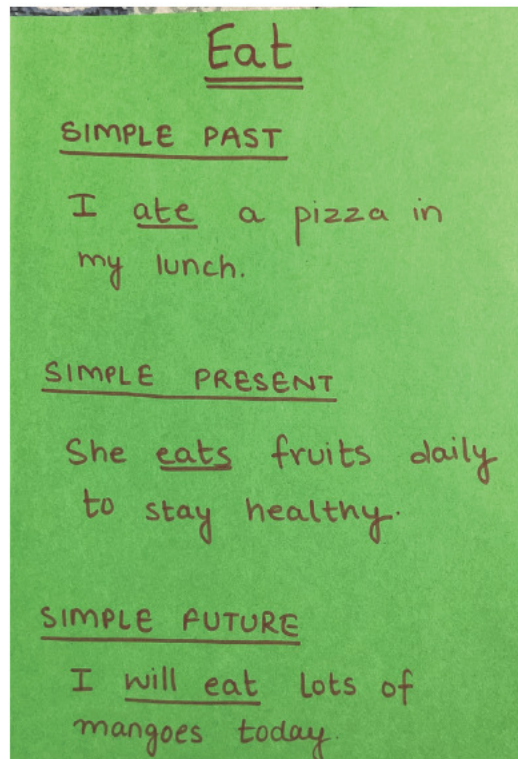 Eat
SIMPLE PAST
I ate a pizza in
my lunch.
SIMPLE PRESENT
She eats fruits daily
to stay healthy.
SIMPLE FUTURE
I will eat lots of
mangoes today.